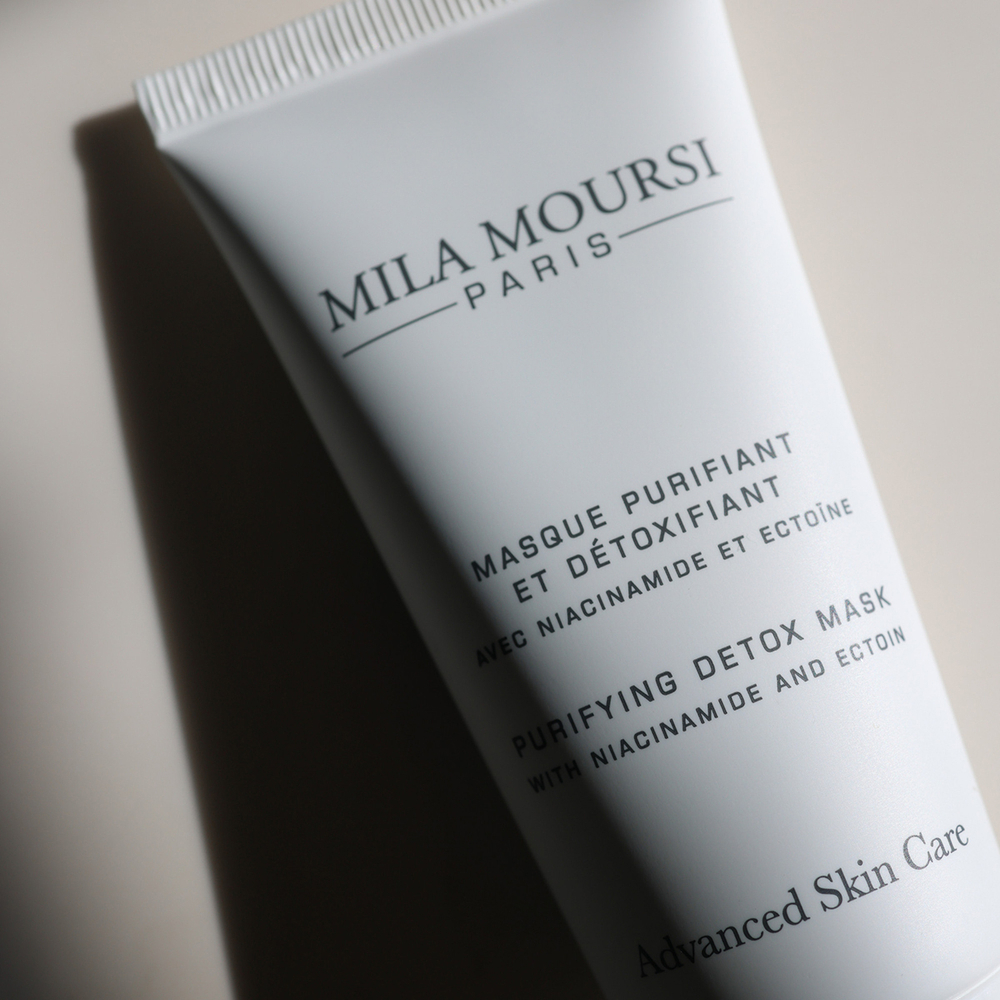 MILA MOURSI
PARIS
MASQUE PURIFIANT
ET DÉTOXIFIANT
AVEC NIACINAMIDE ET ECTOÏNE
PURIFYING DETOX MASK
WITH NIACINAMIDE AND ECTOIN
Advanced Skin Care